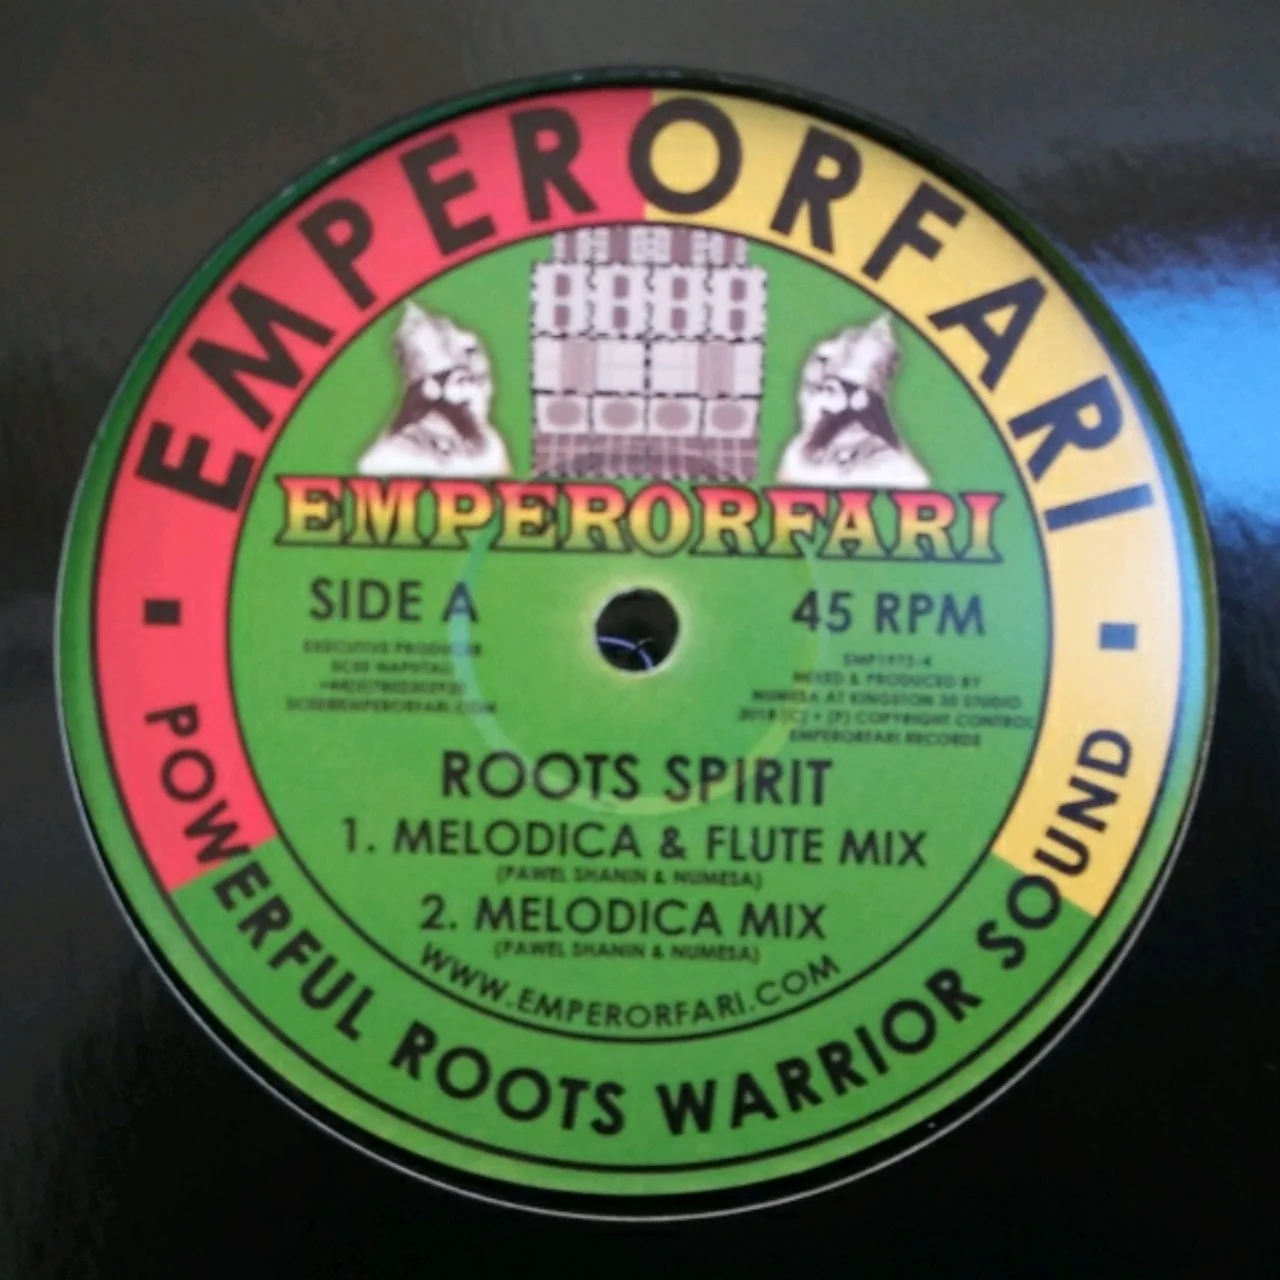 EMPERORFARI
EMPERORFARI
SIDE A
45 RPM
EXECUTIVE PRODUCER
MIXED & PRODUCED BY
NUMESA AT KINGSTON 30 STUDIO
2018 (C) + (P) COPYRIGHT CONTROL
EMPERORFARI RECORDS
ROOTS SPIRIT
1. MELODICA & FLUTE MIX
(PAWEL SHANIN & NUMESA)
2. MELODICA MIX
(PAWEL SHANIN & NUMESA)
WWW.EMPERORFARI.COM
POWERFUL ROOTS WARRIOR SOUND